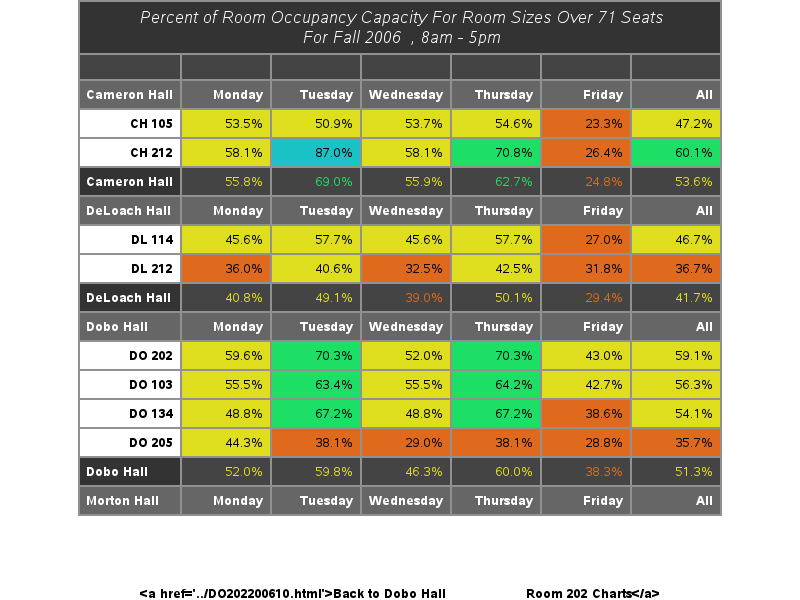 Percent of Room Occupancy Capacity For Room Sizes Over 71 Seats
For Fall 2006 , 8am - 5pm
Cameron Hall Monday Tuesday Wednesday Thursday Friday All
CH 105 53.5% 50.9% 53.7% 54.6% 23.3% 47.2%
CH 212 58.1% 87.0% 58.1% 70.8% 26.4% 60.1%
Cameron Hall 55.8% 69.0% 55.9% 62.7% 24.8% 53.6%
DeLoach Hall Monday Tuesday Wednesday Thursday Friday All
DL 114 45.6% 57.7% 45.6% 57.7% 27.0% 46.7%
DL 212 36.0% 40.6% 32.5% 42.5% 31.8% 36.7%
DeLoach Hall 40.8% 49.1% 39.0% 50.1% 29.4% 41.7%
Dobo Hall Monday Tuesday Wednesday Thursday Friday All
DO 202 59.6% 70.3% 52.0% 70.3% 43.0% 59.1%
DO 103 55.5% 63.4% 55.5% 64.2% 42.7% 56.3%
DO 134 48.8% 67.2% 48.8% 67.2% 38.6% 54.1%
DO 205 44.3% 38.1% 29.0% 38.1% 28.8% 35.7%
Dobo Hall 52.0% 59.8% 46.3% 60.0% 38.3% 51.3%
Morton Hall Monday Tuesday Wednesday Thursday Friday All
<a href='../DO202200610.html'>Back to Dobo Hall Room 202 Charts</a>